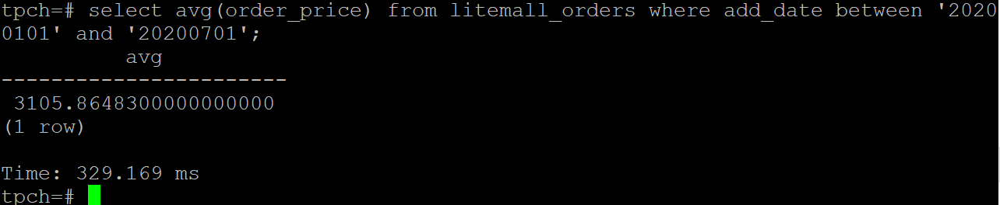 tpch=# select avg(order_price) from litemall_orders where add_date between '2020
0101' and '20200701';
avg
-----------------------
3105.8648300000000000
(1 row)
Time: 329.169 ms
tpch=#